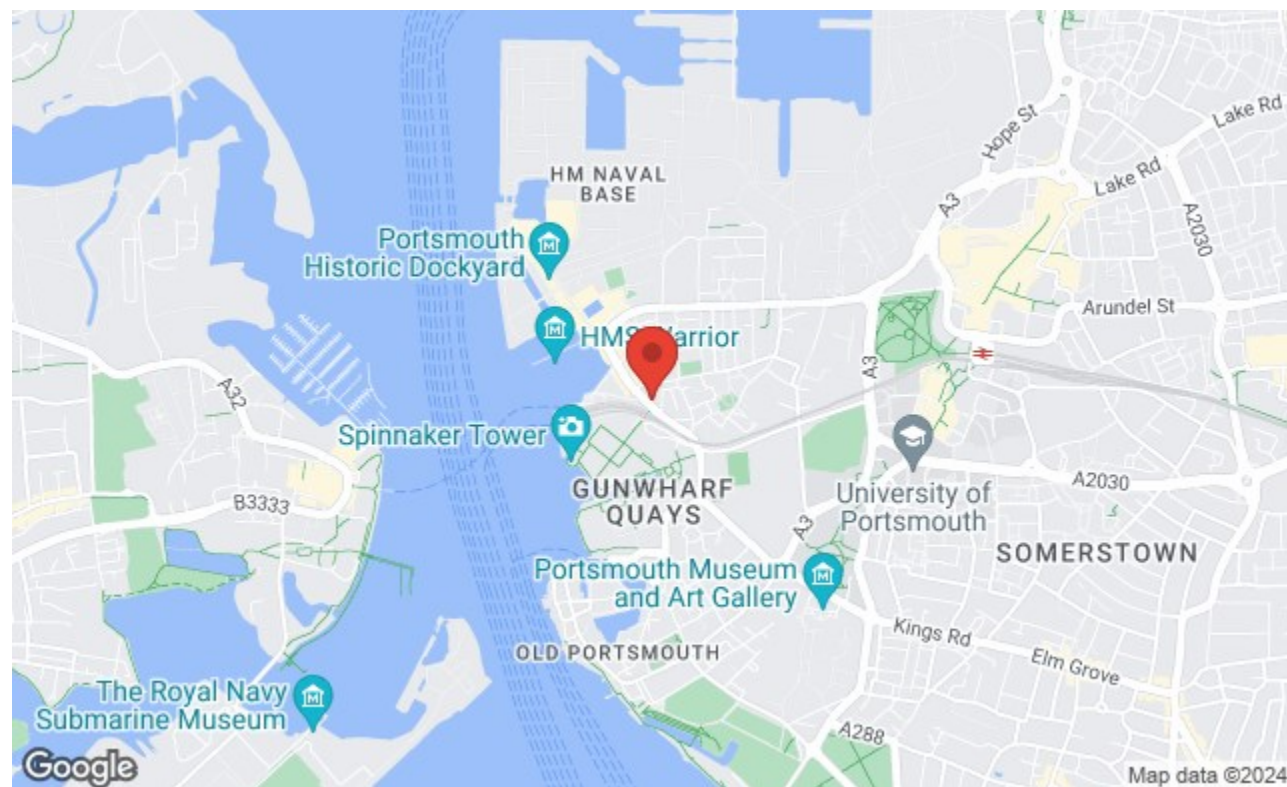 Hope St
Lake Rd
Lake Rd
A3
A2030
HM NAVAL
BASE
Portsmouth
Historic Dockyard
Arundel St
HMS Warrior
A3
A32
Spinnaker Tower
B3333
GUNWHARF
QUAYS
University of
Portsmouth
A2030
A3
SOMERSTOWN
Portsmouth Museum
and Art Gallery
Kings Rd
Elm Grove
OLD PORTSMOUTH
The Royal Navy
Submarine Museum
A288
Google
Map data ©2024